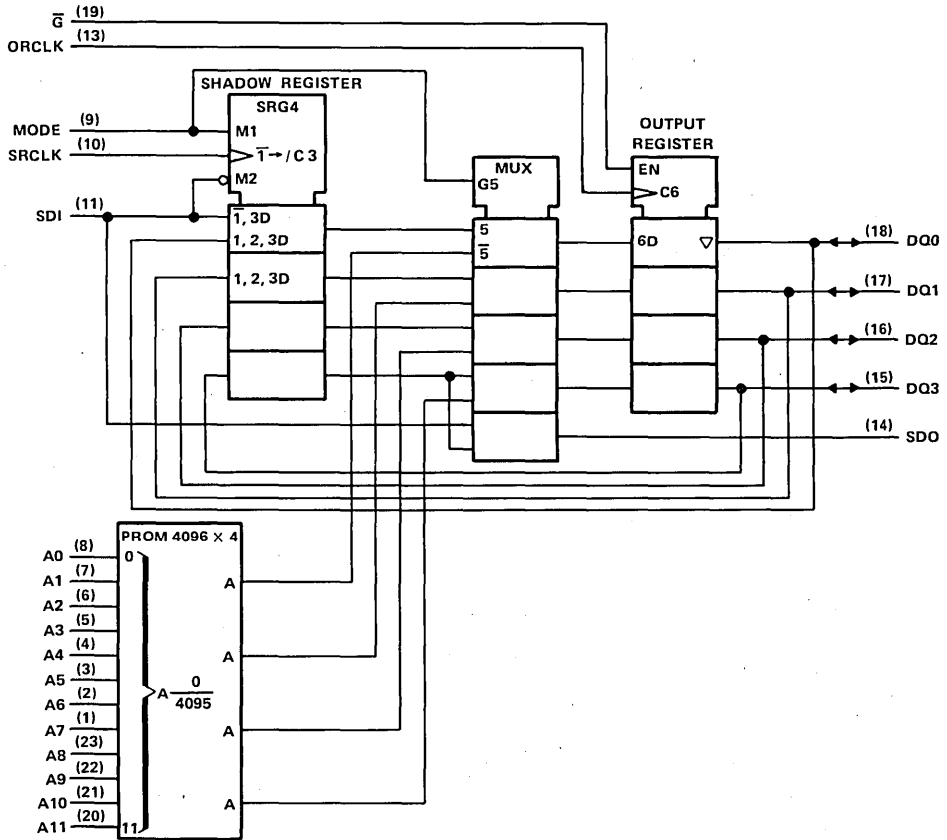 G̅ (19)
ORCLK (13)
SHADOW REGISTER
SRG4
MODE (9)
M1
SRCLK (10)
1̅ → /C3
M2
SDI (11)
1̅, 3D
1, 2, 3D
1, 2, 3D
MUX
G5
5
5̅
OUTPUT
REGISTER
EN
C6
6D ▽
(18) DQ0
(17) DQ1
(16) DQ2
(15) DQ3
(14) SDO
PROM 4096 × 4
A0 (8)
0
A1 (7)
A
A2 (6)
A3 (5)
A4 (4)
A
A5 (3)
A 0/4095
A6 (2)
A7 (1)
A
A8 (23)
A9 (22)
A10 (21)
A
A11 (20)
11